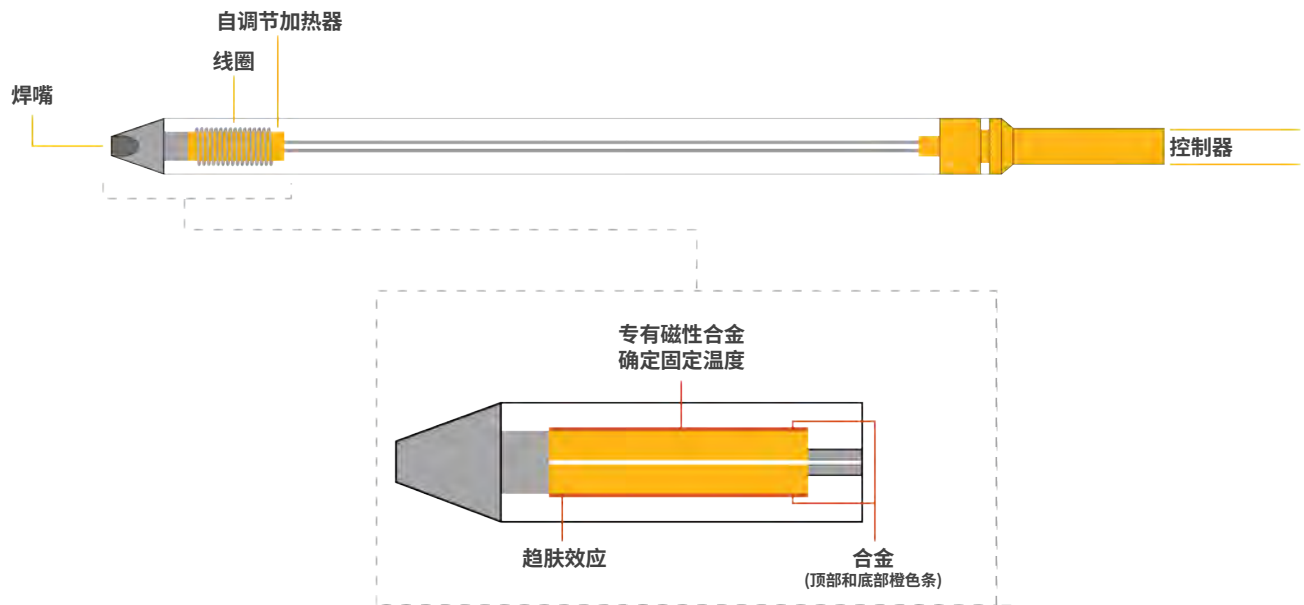 自调节加热器
线圈
焊嘴
控制器
专有磁性合金
确定固定温度
趋肤效应
合金
(顶部和底部橙色条)